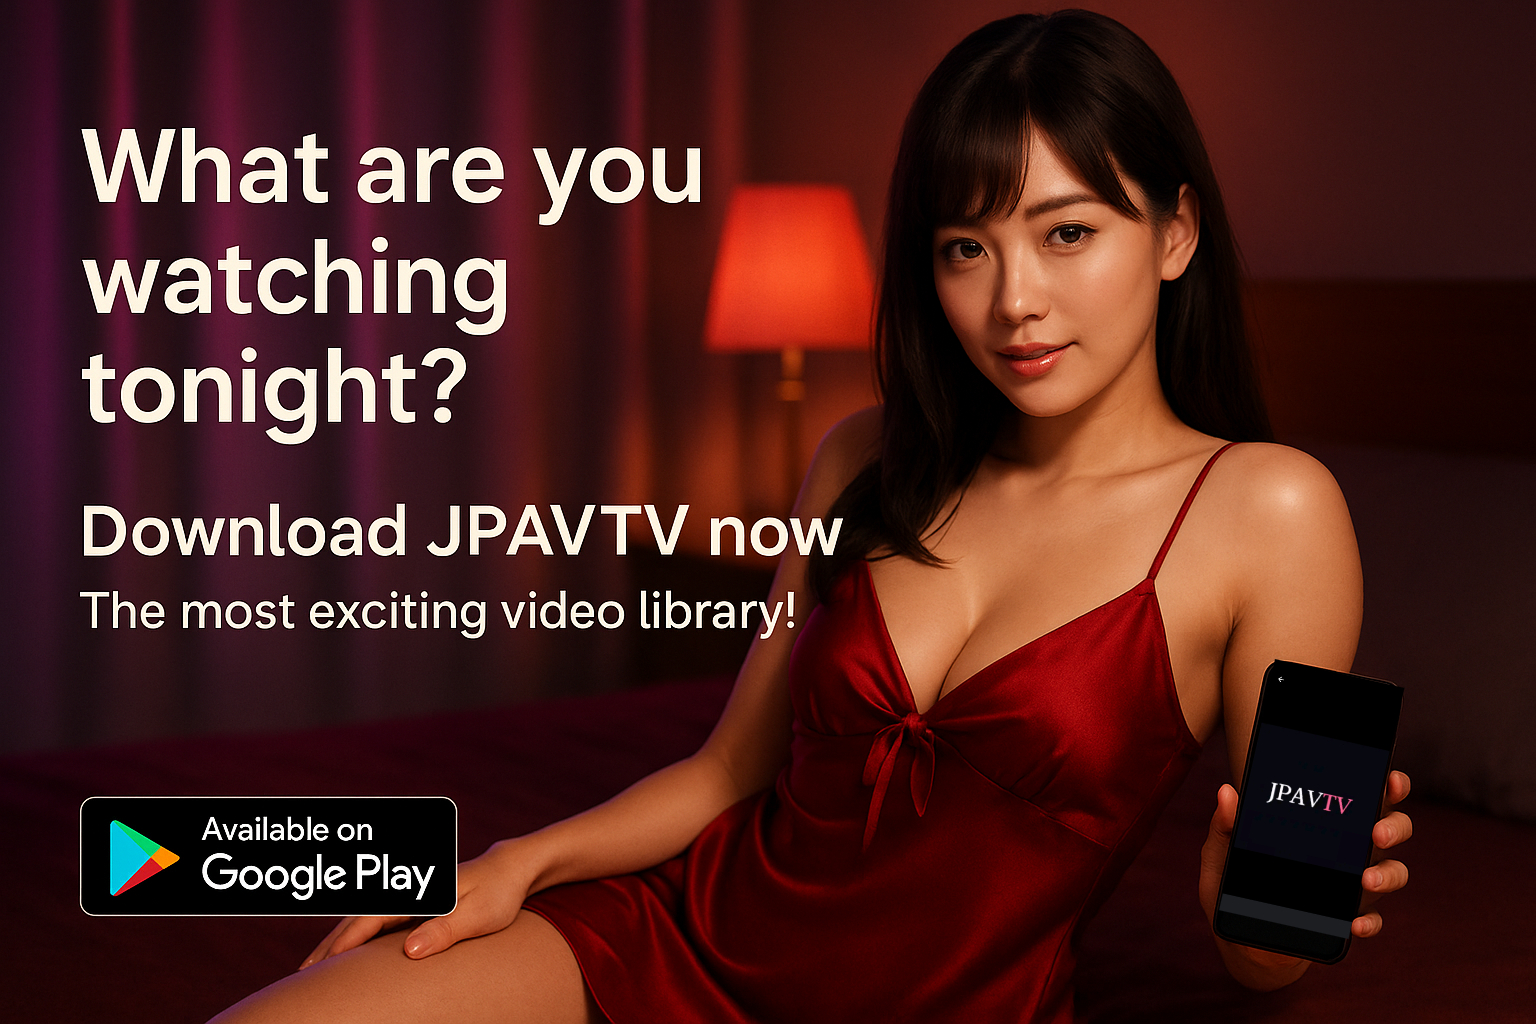 What are you
watching
tonight?
Download JPAVTV now
The most exciting video library!
Available on
Google Play
JPAVTV